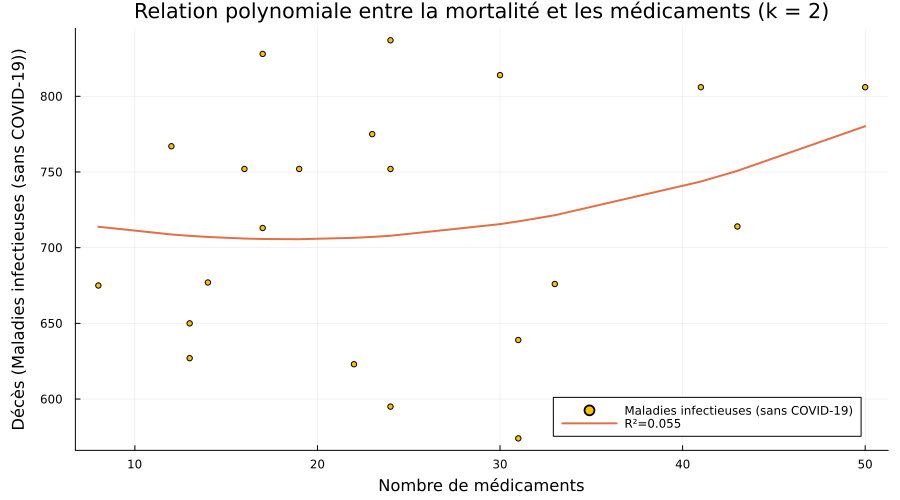 Relation polynomiale entre la mortalité et les médicaments (k = 2)
Décès (Maladies infectieuses (sans COVID-19))
800
750
700
650
600
Maladies infectieuses (sans COVID-19)
R²=0.055
10 20 30 40 50
Nombre de médicaments